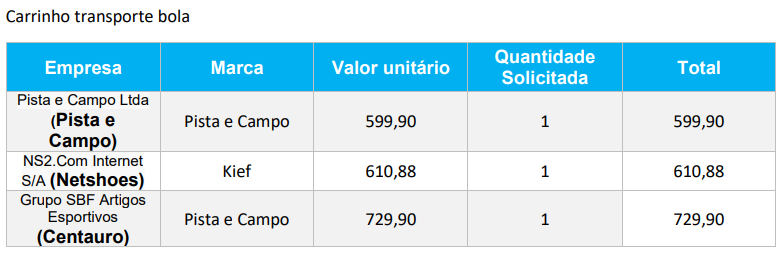 Carrinho transporte bola
Empresa Marca Valor unitário Quantidade Solicitada Total
Pista e Campo Ltda
(Pista e
Campo)
Pista e Campo 599,90 1 599,90
NS2.Com Internet
S/A (Netshoes)
Kief 610,88 1 610,88
Grupo SBF Artigos
Esportivos
(Centauro)
Pista e Campo 729,90 1 729,90